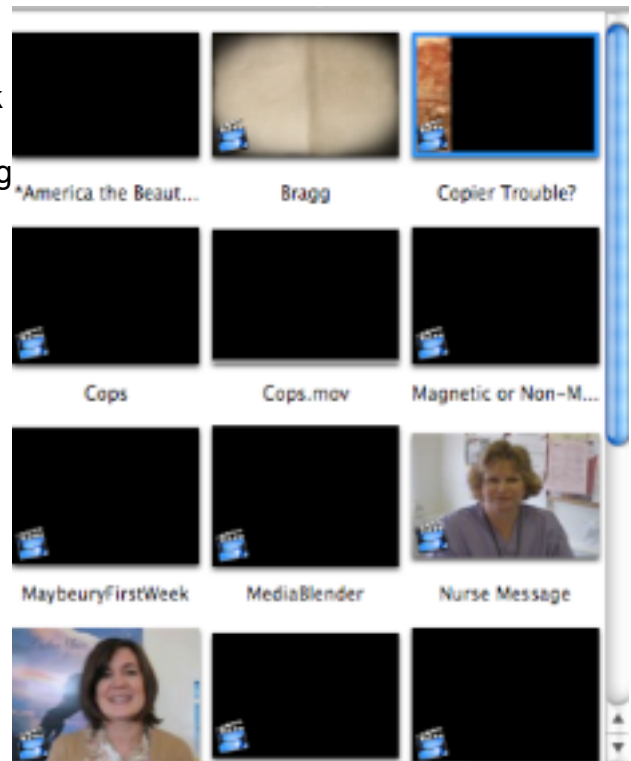 *America the Beaut...
Bragg
Copier Trouble?
Cops
Cops.mov
Magnetic or Non-M...
MaybeuryFirstWeek
MediaBlender
Nurse Message